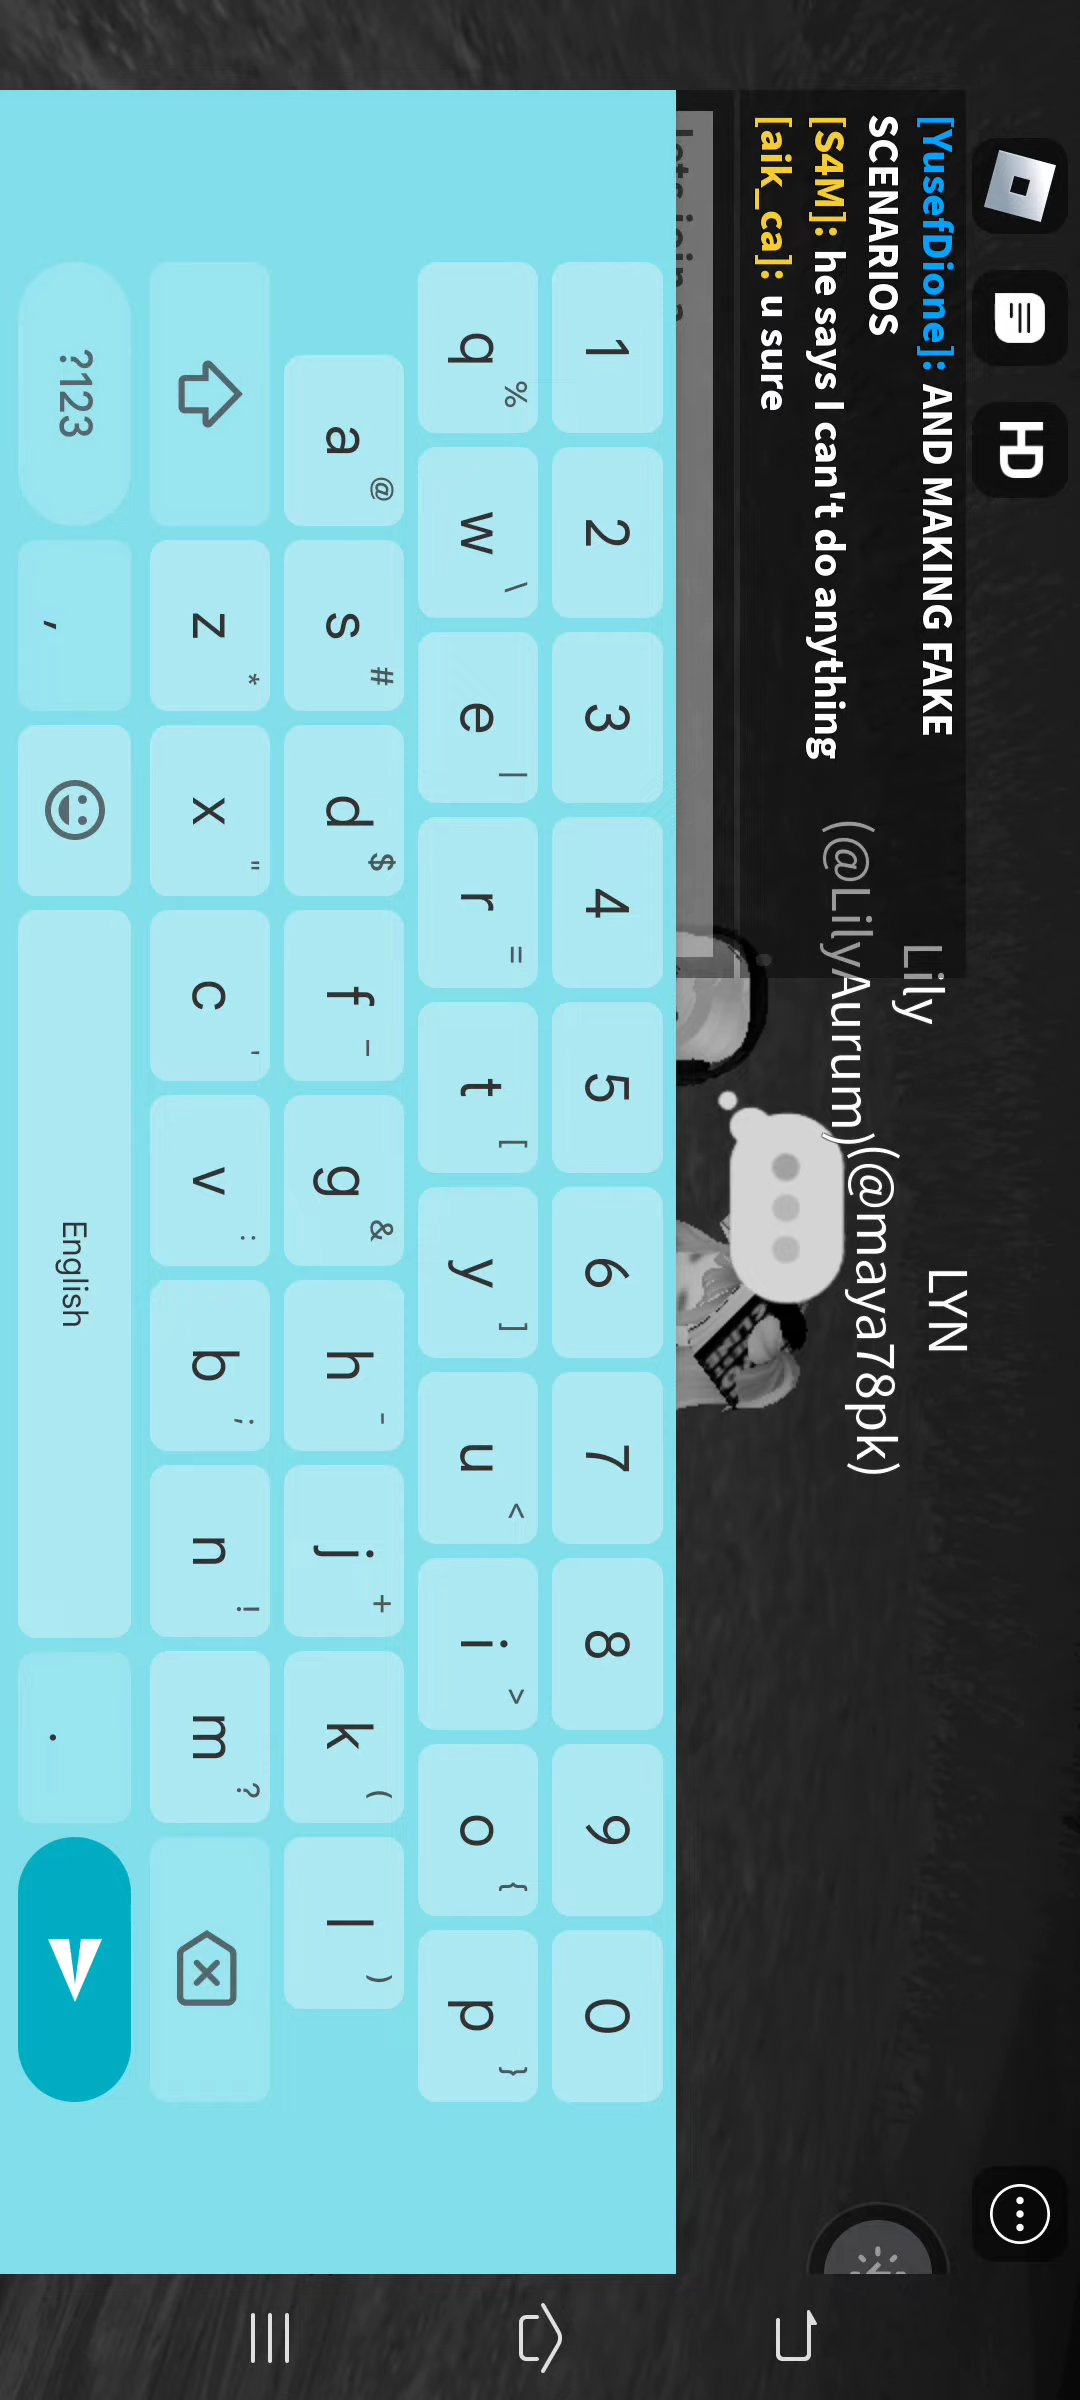 HD
[YusefDione]: AND MAKING FAKE
SCENARIOS
[S4M]: he says I can't do anything
[aik_ca]: u sure
Lily
(@LilyAurum)
LYN
(@maya78pk)
1 2 3 4 5 6 7 8 9 0
q % w \ e | r = t [ y ] u < i > o { p }
a @ s # d $ f _ g & h - j + k ( l )
z * x " c ' v : b ; n ! m ?
?123 , English .